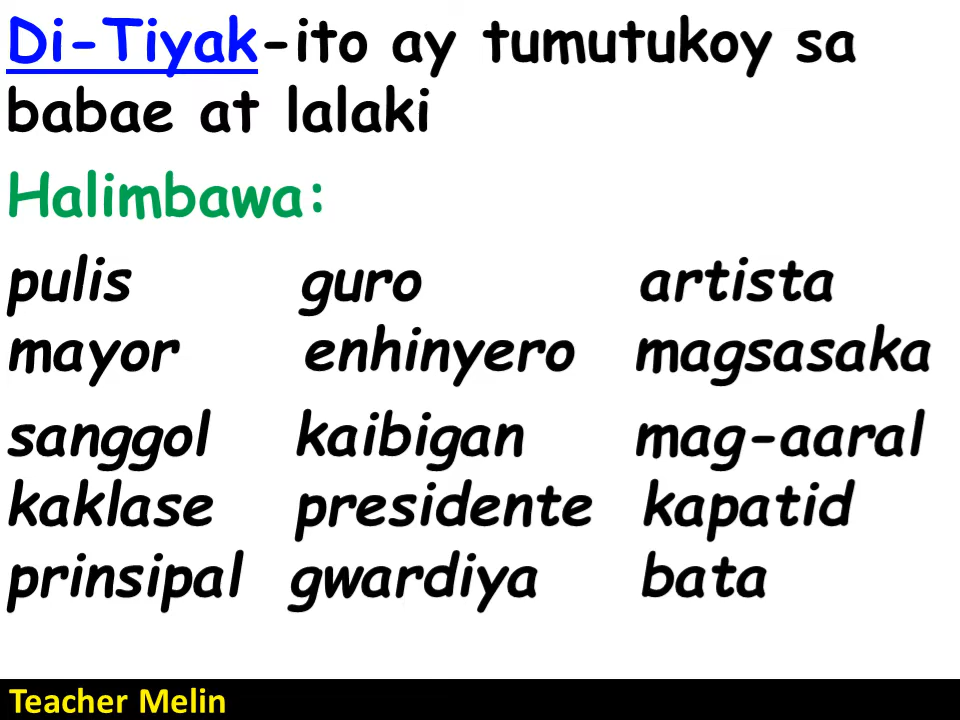 Di-Tiyak-ito ay tumutukoy sa
babae at lalaki
Halimbawa:
pulis guro artista
mayor enhinyero magsasaka
sanggol kaibigan mag-aaral
kaklase presidente kapatid
prinsipal gwardiya bata
Teacher Melin